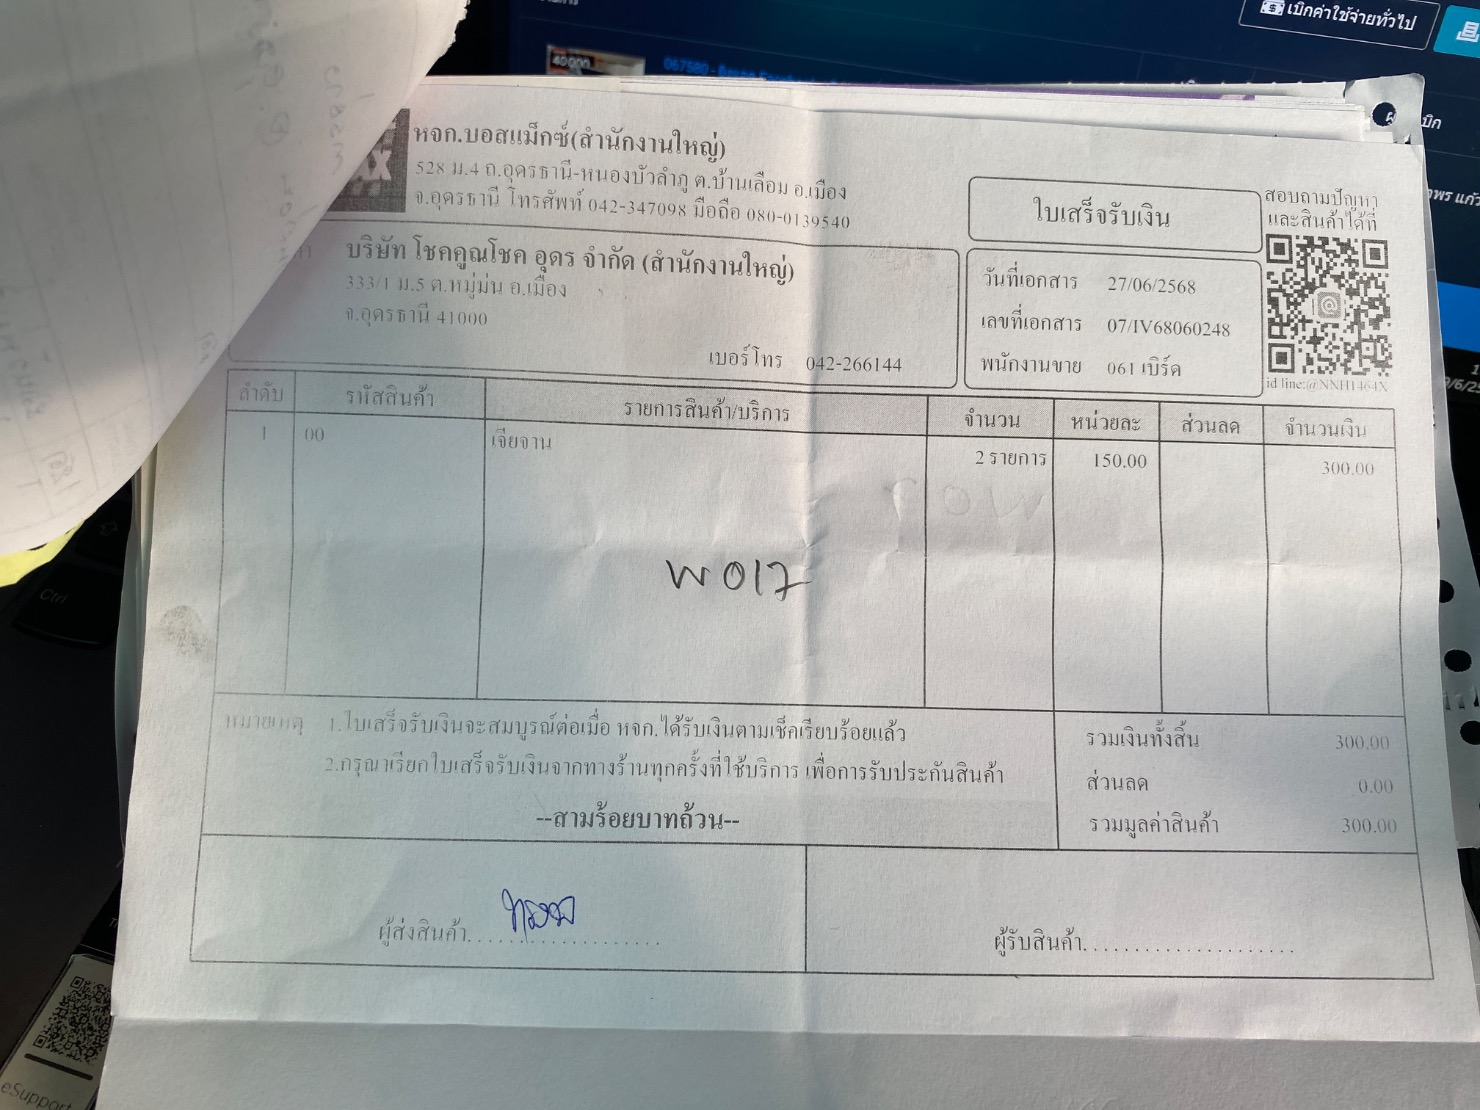 เบิกค่าใช้จ่ายทั่วไป
40000
บิก
พร แก้ว
หจก.บอสแม็กซ์(สำนักงานใหญ่)
528 ม.4 ถ.อุดรธานี-หนองบัวลำภู ต.บ้านเลื่อม อ.เมือง
จ.อุดรธานี โทรศัพท์ 042-347098 มือถือ 080-0139540
ใบเสร็จรับเงิน
สอบถามปัญหา
และสินค้าได้ที่
บริษัท โชคคูณโชค อุดร จำกัด (สำนักงานใหญ่)
333/1 ม.5 ต.หมู่ม่น อ.เมือง
จ.อุดรธานี 41000
เบอร์โทร 042-266144
วันที่เอกสาร 27/06/2568
เลขที่เอกสาร 07/IV68060248
พนักงานขาย 061 เบิร์ด
id line:@NNH1464X
ลำดับ รหัสสินค้า รายการสินค้า/บริการ จำนวน หน่วยละ ส่วนลด จำนวนเงิน
1 00 เจียจาน 2 รายการ 150.00 300.00
W017
หมายเหตุ 1.ใบเสร็จรับเงินจะสมบูรณ์ต่อเมื่อ หจก.ได้รับเงินตามเช็คเรียบร้อยแล้ว
2.กรุณาเรียกใบเสร็จรับเงินจากทางร้านทุกครั้งที่ใช้บริการ เพื่อการรับประกันสินค้า
--สามร้อยบาทถ้วน--
รวมเงินทั้งสิ้น 300.00
ส่วนลด 0.00
รวมมูลค่าสินค้า 300.00
ผู้ส่งสินค้า....................
ผู้รับสินค้า.......................
Ctrl
eSupport